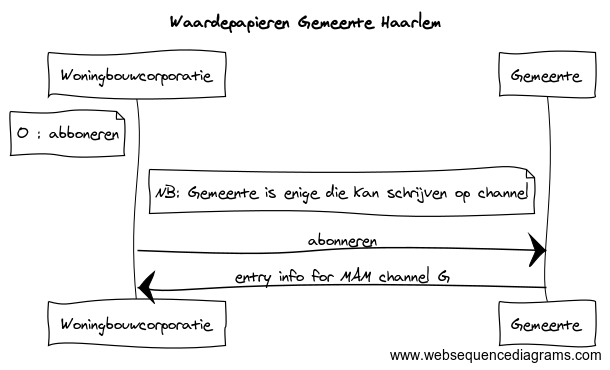 Waardepapieren Gemeente Haarlem
Woningbouwcorporatie
Gemeente
0 : abboneren
NB: Gemeente is enige die kan schrijven op channel
abonneren
entry info for MAM channel G
Woningbouwcorporatie
Gemeente
www.websequencediagrams.com